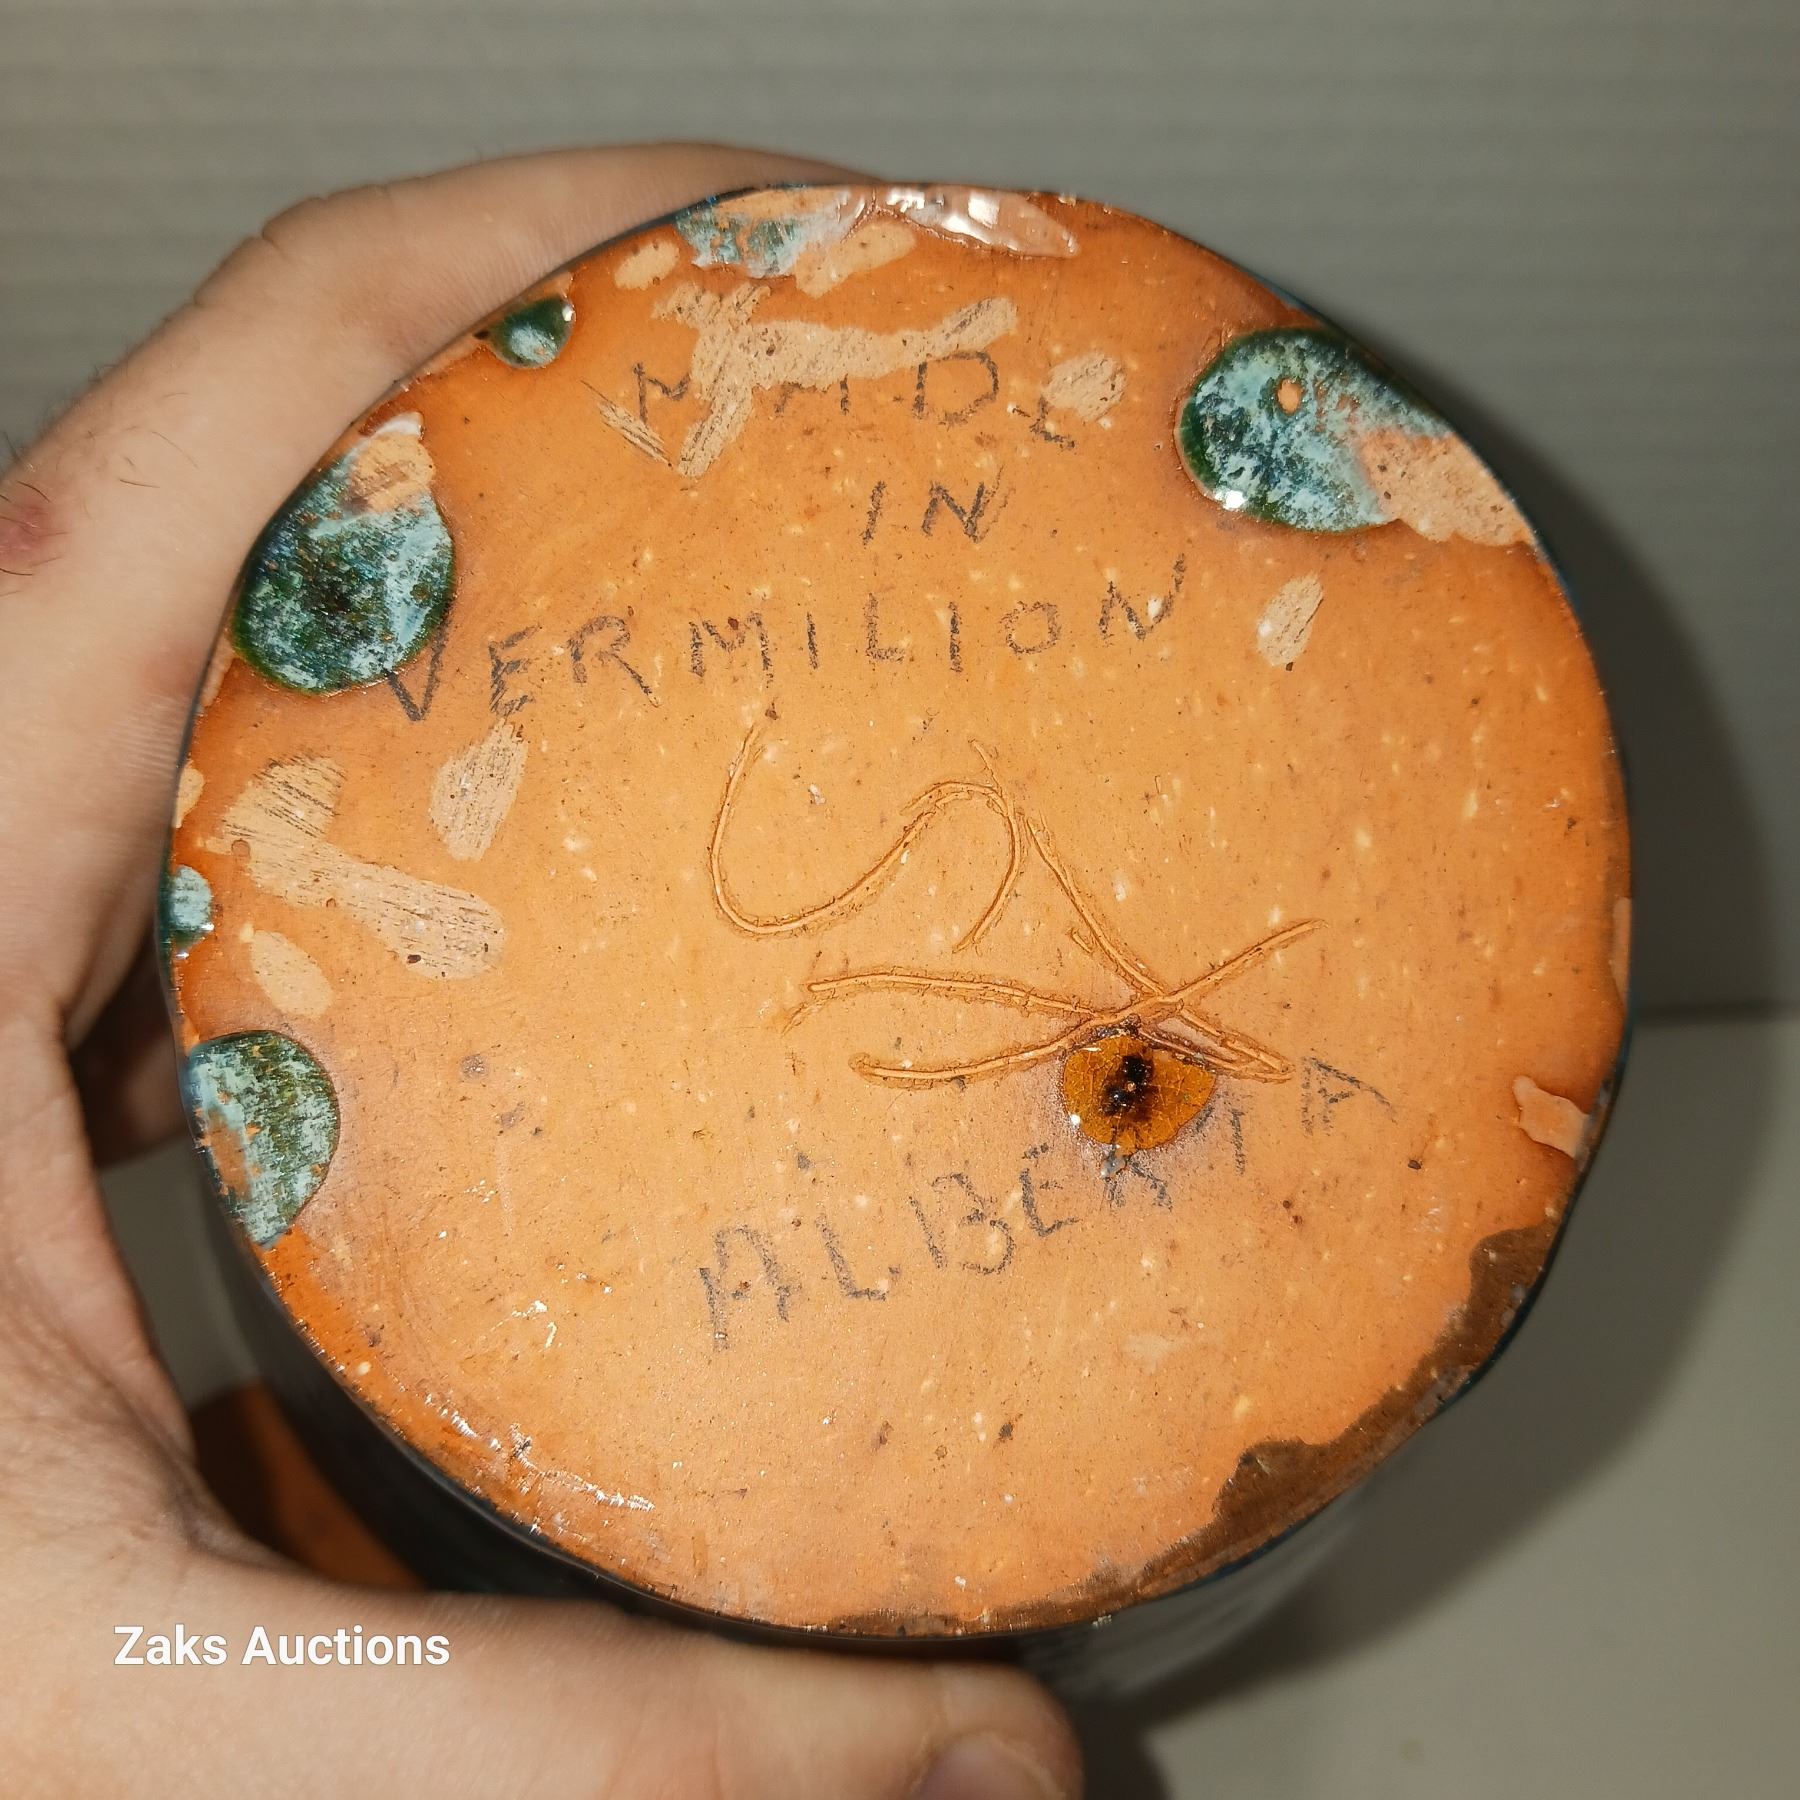 MADE
IN
VERMILION
ALBERTA
Zaks Auctions